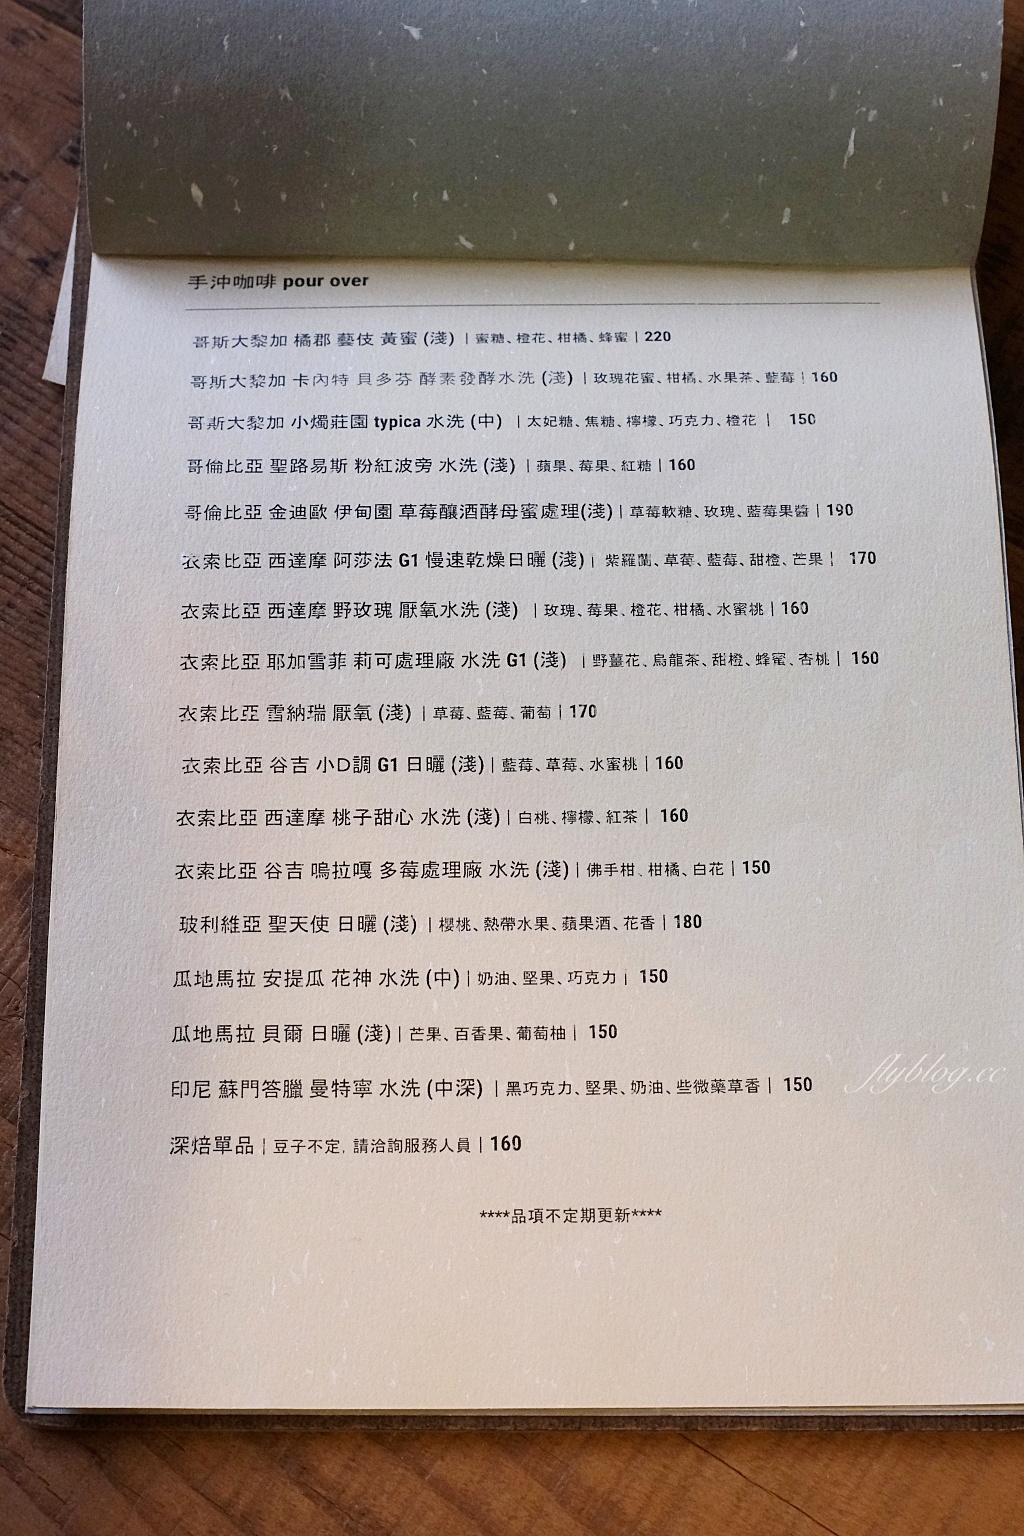 手沖咖啡 pour over
哥斯大黎加 橘郡 藝伎 黃蜜 (淺) | 蜜糖、橙花、柑橘、蜂蜜 | 220
哥斯大黎加 卡內特 貝多芬 酵素發酵水洗 (淺) | 玫瑰花蜜、柑橘、水果茶、藍莓 | 160
哥斯大黎加 小燭莊園 typica 水洗 (中) | 太妃糖、焦糖、檸檬、巧克力、橙花 | 150
哥倫比亞 聖路易斯 粉紅波旁 水洗 (淺) | 蘋果、莓果、紅糖 | 160
哥倫比亞 金迪歐 伊甸園 草莓釀酒酵母蜜處理(淺) | 草莓軟糖、玫瑰、藍莓果醬 | 190
衣索比亞 西達摩 阿莎法 G1 慢速乾燥日曬 (淺) | 紫羅蘭、草莓、藍莓、甜橙、芒果 | 170
衣索比亞 西達摩 野玫瑰 厭氧水洗 (淺) | 玫瑰、莓果、橙花、柑橘、水蜜桃 | 160
衣索比亞 耶加雪菲 莉可處理廠 水洗 G1 (淺) | 野薑花、烏龍茶、甜橙、蜂蜜、杏桃 | 160
衣索比亞 雪納瑞 厭氧 (淺) | 草莓、藍莓、葡萄 | 170
衣索比亞 谷吉 小D調 G1 日曬 (淺) | 藍莓、草莓、水蜜桃 | 160
衣索比亞 西達摩 桃子甜心 水洗 (淺) | 白桃、檸檬、紅茶 | 160
衣索比亞 谷吉 嗚拉嘎 多莓處理廠 水洗 (淺) | 佛手柑、柑橘、白花 | 150
玻利維亞 聖天使 日曬 (淺) | 櫻桃、熱帶水果、蘋果酒、花香 | 180
瓜地馬拉 安提瓜 花神 水洗 (中) | 奶油、堅果、巧克力 | 150
瓜地馬拉 貝爾 日曬 (淺) | 芒果、百香果、葡萄柚 | 150
印尼 蘇門答臘 曼特寧 水洗 (中深) | 黑巧克力、堅果、奶油、些微藥草香 | 150
深焙單品 | 豆子不定, 請洽詢服務人員 | 160
****品項不定期更新****
flyblog.cc